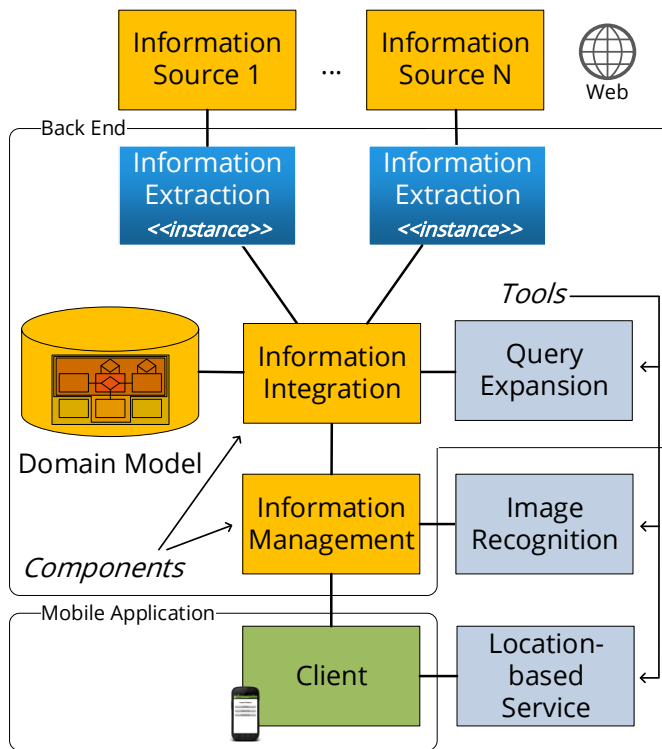 Information
Source 1
...
Information
Source N
Web
Back End
Information
Extraction
<<instance>>
Information
Extraction
<<instance>>
Tools
Information
Integration
Query
Expansion
Domain Model
Information
Management
Image
Recognition
Components
Mobile Application
Client
Location-
based
Service